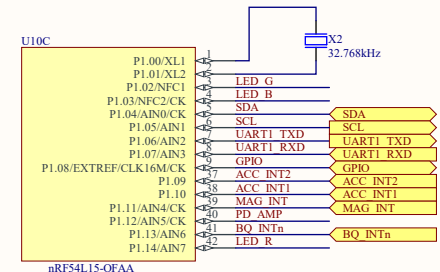 U10C
X2
32.768kHz
P1.00/XL1 1
P1.01/XL2 2
P1.02/NFC1 3 LED_G
P1.03/NFC2/CK 4 LED_B
P1.04/AIN0/CK 5 SDA SDA
P1.05/AIN1 6 SCL SCL
P1.06/AIN2 7 UART1_TXD UART1_TXD
P1.07/AIN3 8 UART1_RXD UART1_RXD
P1.08/EXTREF/CLK16M/CK 9 GPIO GPIO
P1.09 37 ACC_INT2 ACC_INT2
P1.10 38 ACC_INT1 ACC_INT1
P1.11/AIN4/CK 39 MAG_INT MAG_INT
P1.12/AIN5/CK 40 PD_AMP
P1.13/AIN6 41 BQ_INTn BQ_INTn
P1.14/AIN7 42 LED_R
nRF54L15-QFAA